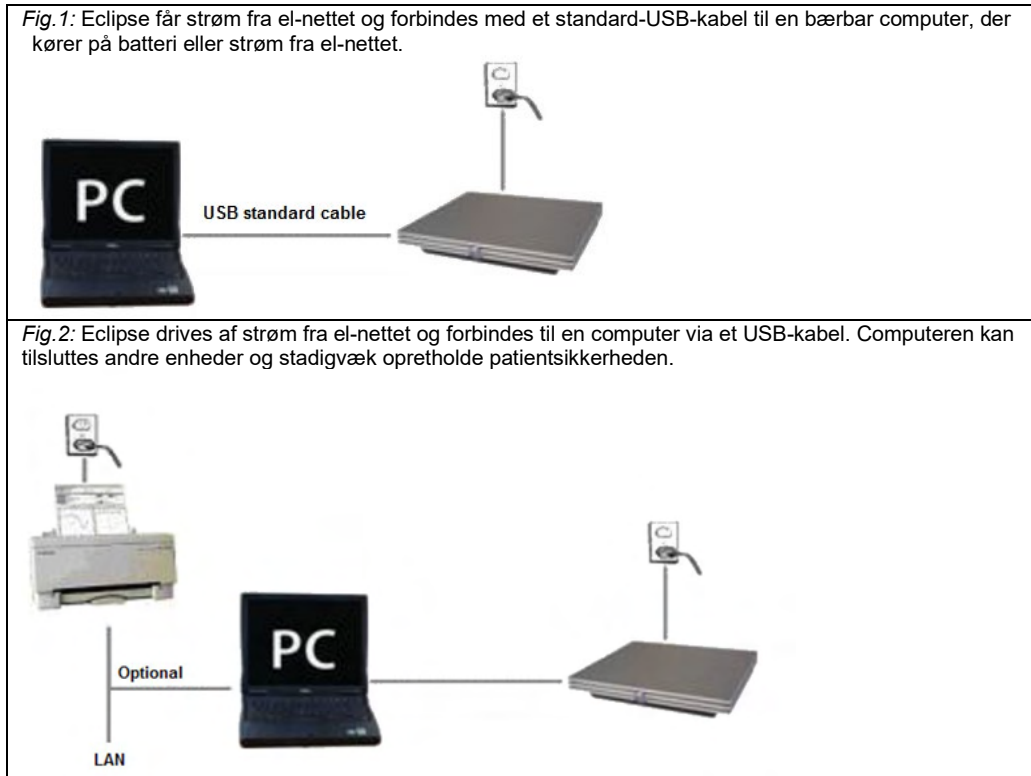 Fig.1: Eclipse får strøm fra el-nettet og forbindes med et standard-USB-kabel til en bærbar computer, der
kører på batteri eller strøm fra el-nettet.
PC
USB standard cable
Fig.2: Eclipse drives af strøm fra el-nettet og forbindes til en computer via et USB-kabel. Computeren kan
tilsluttes andre enheder og stadigvæk opretholde patientsikkerheden.
PC
Optional
LAN